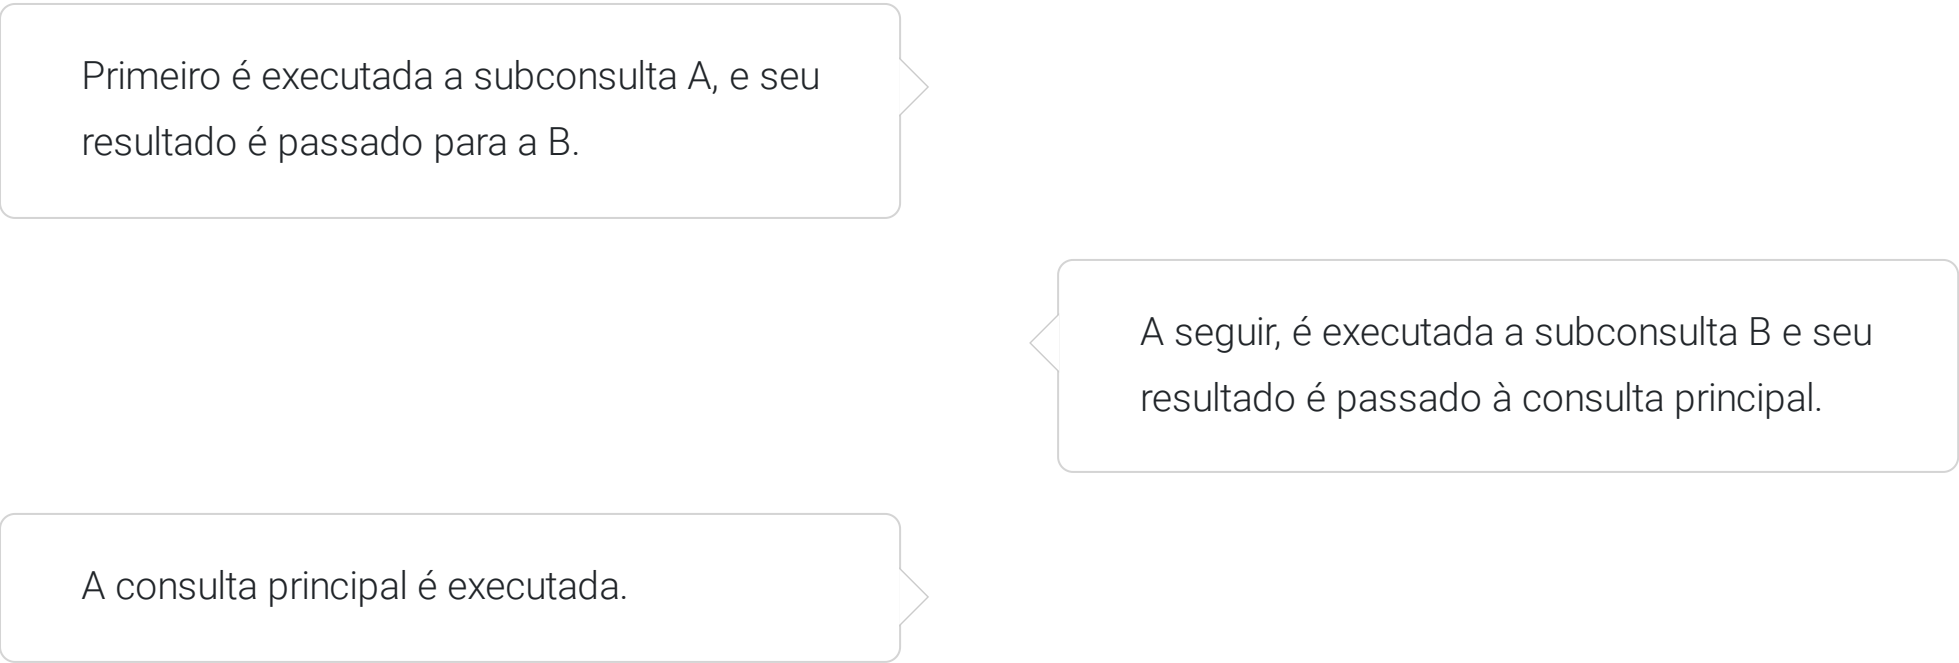 Primeiro é executada a subconsulta A, e seu
resultado é passado para a B.
A seguir, é executada a subconsulta B e seu
resultado é passado à consulta principal.
A consulta principal é executada.